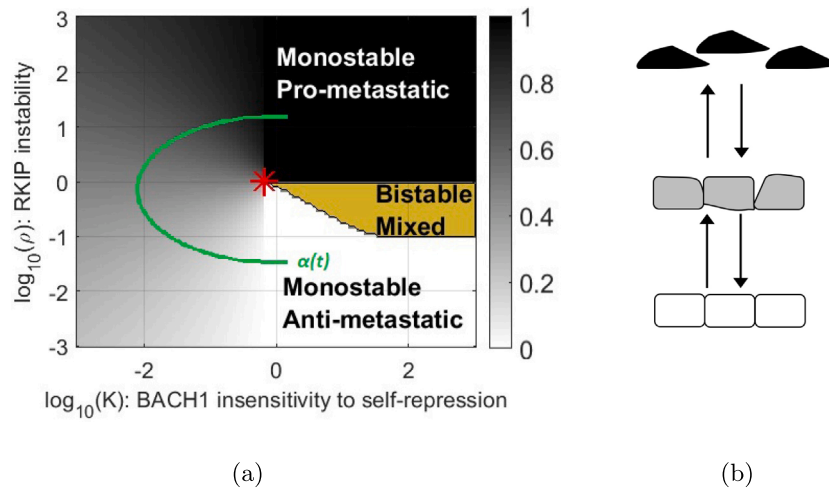 3
2
1
0
-1
-2
-3
log10(ρ): RKIP instability
Monostable
Pro-metastatic
Bistable
Mixed
α(t)
Monostable
Anti-metastatic
-2
0
2
log10(K): BACH1 insensitivity to self-repression
1
0.8
0.6
0.4
0.2
0
(a)
(b)